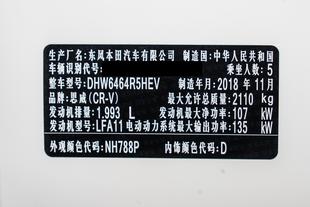 生产厂名:东风本田汽车有限公司 制造国:中华人民共和国
车辆识别代号: 乘坐人数:5
整车型号:DHW6464R5HEV 制造年月:2018年11月
品牌:思威(CR-V) 最大允许总质量:2110 kg
发动机排量:1.993 L 发动机最大净功率:107 kW
发动机型号:LFA11 电动动力系统最大输出功率:135 kW
外观颜色代码:NH788P 内饰颜色代码:D